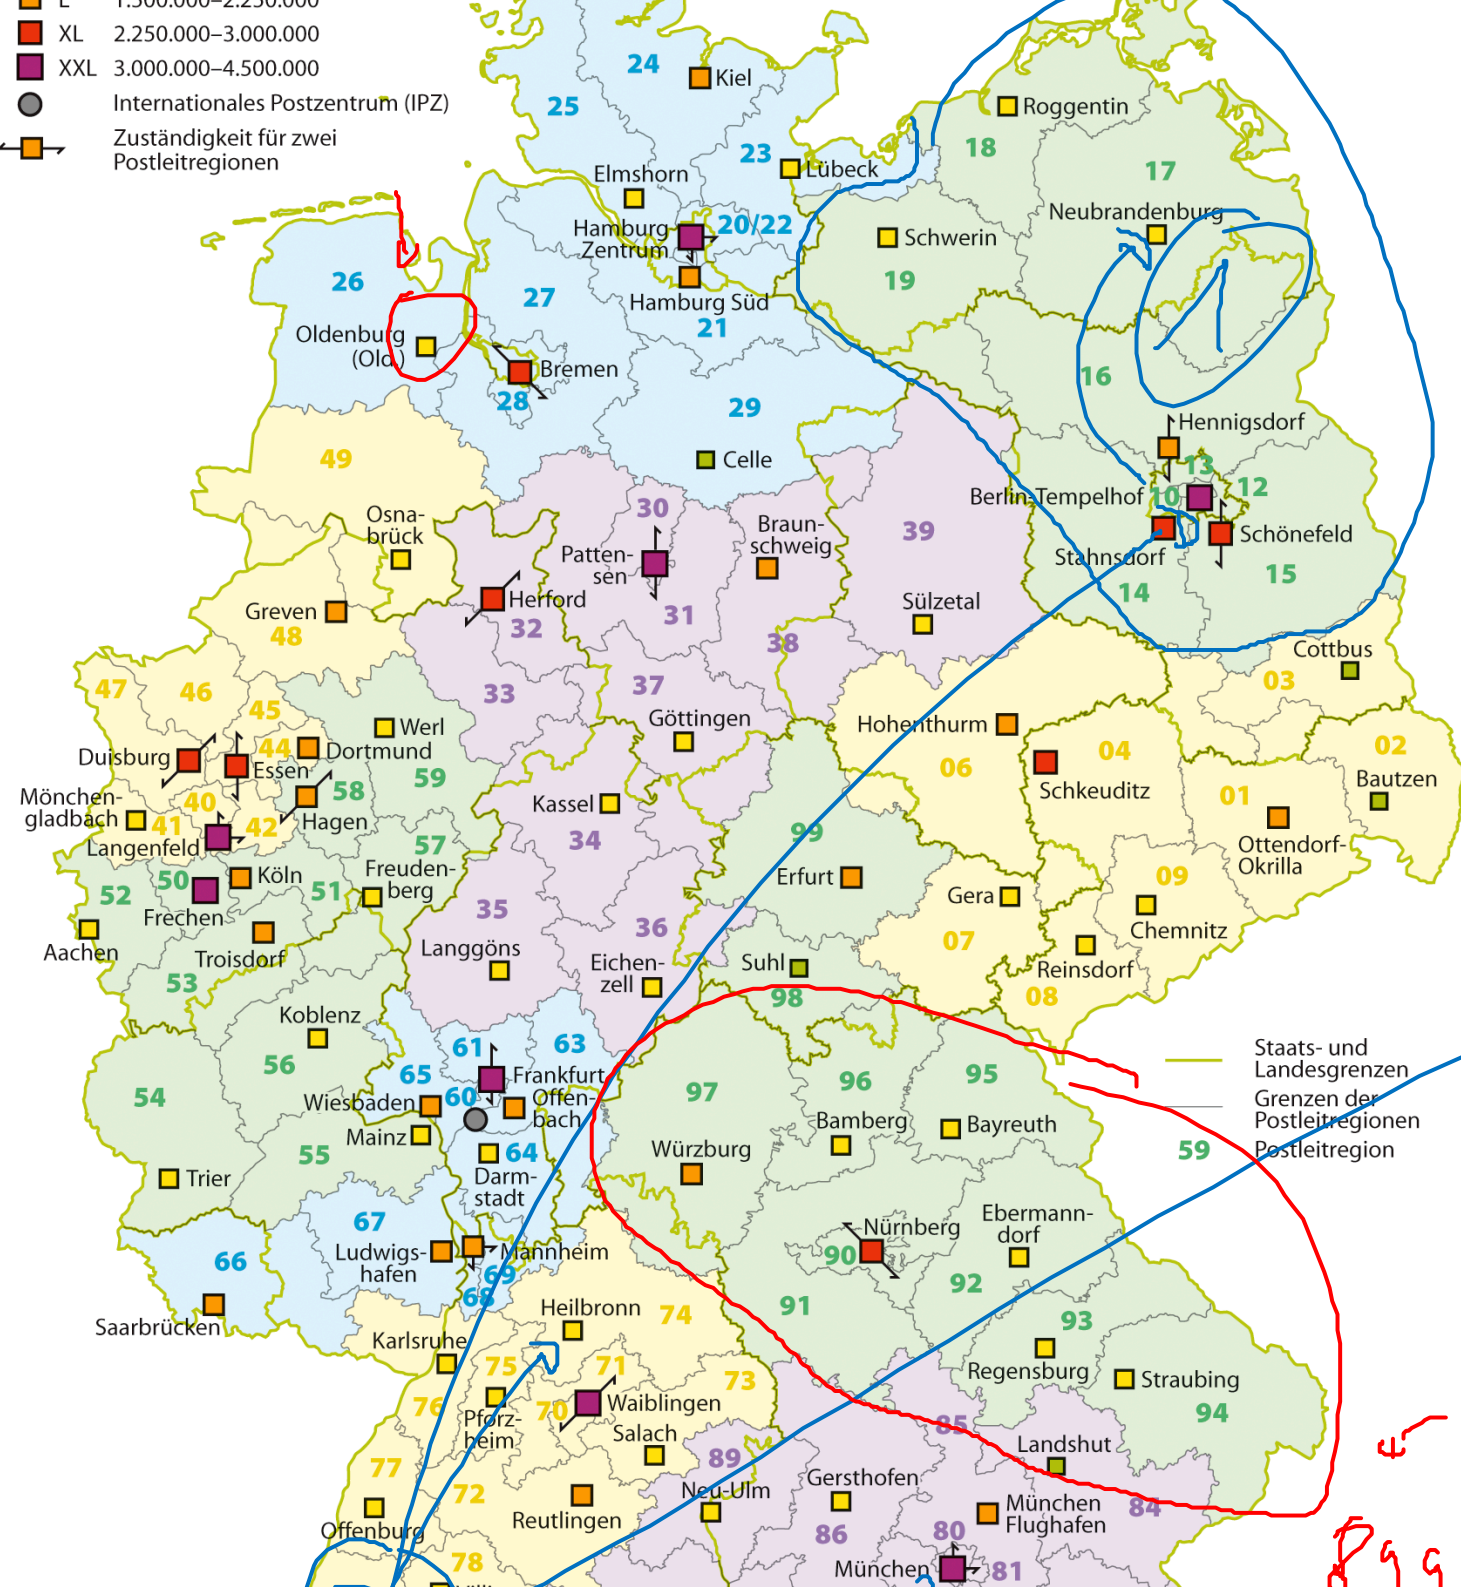 XL 2.250.000–3.000.000
XXL 3.000.000–4.500.000
Internationales Postzentrum (IPZ)
Zuständigkeit für zwei
Postleitregionen
24
Kiel
25
23
Lübeck
Elmshorn
Hamburg
Zentrum
20/22
Hamburg Süd
21
Roggentin
18
17
Neubrandenburg
Schwerin
19
1
26
27
Oldenburg
(Old.)
Bremen
28
29
Celle
16
Hennigsdorf
13
10
12
Berlin-Tempelhof
Schönefeld
Stahnsdorf
14
15
49
Osna-
brück
30
Patten-
sen
31
Braun-
schweig
39
Sülzetal
38
Greven
48
Herford
32
33
37
Göttingen
Cottbus
03
47
46
45
Werl
44
Dortmund
59
Duisburg
Essen
58
Hagen
Mönchen-
gladbach
40
41
42
Langenfeld
57
Kassel
34
Hohenthurm
06
04
Schkeuditz
02
Bautzen
01
Ottendorf-
Okrilla
99
Erfurt
Gera
09
Chemnitz
07
Reinsdorf
08
52
50
Köln
51
Freuden-
berg
Frechen
Aachen
Troisdorf
53
35
Langgöns
36
Eichen-
zell
Suhl
98
Koblenz
56
54
61
63
65
Frankfurt
60
Offen-
bach
Wiesbaden
Mainz
64
Darm-
stadt
55
Trier
97
96
95
Bamberg
Bayreuth
Würzburg
Staats- und
Landesgrenzen
Grenzen der
Postleitregionen
59 Postleitregion
67
Ludwigs-
hafen
Mannheim
69
68
66
Saarbrücken
Nürnberg
90
Ebermann-
dorf
92
91
93
Regensburg
Straubing
94
Heilbronn
74
Karlsruhe
75
71
73
76
Pforz-
heim
70
Waiblingen
Salach
77
72
Offenburg
Reutlingen
78
89
Neu-Ulm
85
Landshut
Gersthofen
86
München
Flughafen
84
80
München
81